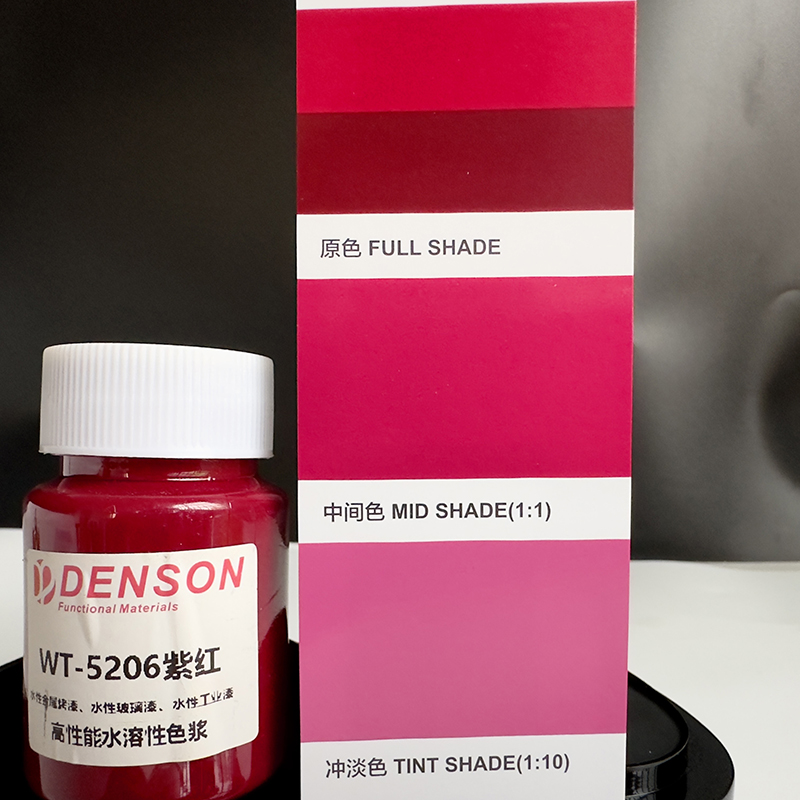 原色 FULL SHADE
中间色 MID SHADE(1:1)
冲淡色 TINT SHADE(1:10)
DENSON
Functional Materials
WT-5206紫红
水性金属烤漆、水性玻璃漆、水性工业漆
高性能水溶性色浆